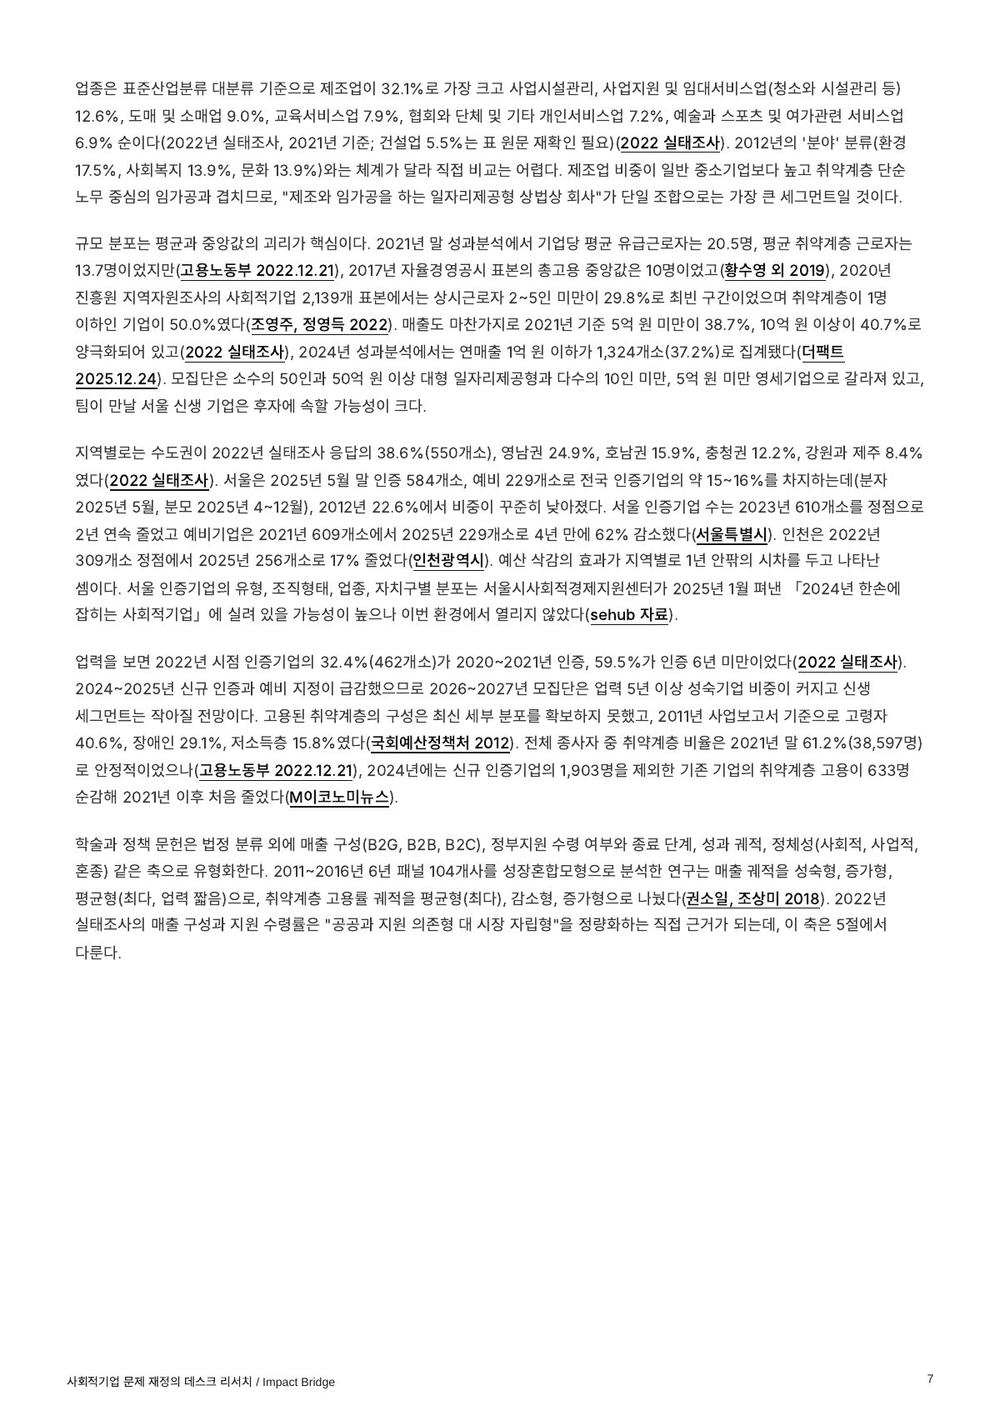 업종은 표준산업분류 대분류 기준으로 제조업이 32.1%로 가장 크고 사업시설관리, 사업지원 및 임대서비스업(청소와 시설관리 등)
12.6%, 도매 및 소매업 9.0%, 교육서비스업 7.9%, 협회와 단체 및 기타 개인서비스업 7.2%, 예술과 스포츠 및 여가관련 서비스업
6.9% 순이다(2022년 실태조사, 2021년 기준; 건설업 5.5%는 표 원문 재확인 필요)(2022 실태조사). 2012년의 '분야' 분류(환경
17.5%, 사회복지 13.9%, 문화 13.9%)와는 체계가 달라 직접 비교는 어렵다. 제조업 비중이 일반 중소기업보다 높고 취약계층 단순
노무 중심의 임가공과 겹치므로, "제조와 임가공을 하는 일자리제공형 상법상 회사"가 단일 조합으로는 가장 큰 세그먼트일 것이다.
규모 분포는 평균과 중앙값의 괴리가 핵심이다. 2021년 말 성과분석에서 기업당 평균 유급근로자는 20.5명, 평균 취약계층 근로자는
13.7명이었지만(고용노동부 2022.12.21), 2017년 자율경영공시 표본의 총고용 중앙값은 10명이었고(황수영 외 2019), 2020년
진흥원 지역자원조사의 사회적기업 2,139개 표본에서는 상시근로자 2~5인 미만이 29.8%로 최빈 구간이었으며 취약계층이 1명
이하인 기업이 50.0%였다(조영주, 정영득 2022). 매출도 마찬가지로 2021년 기준 5억 원 미만이 38.7%, 10억 원 이상이 40.7%로
양극화되어 있고(2022 실태조사), 2024년 성과분석에서는 연매출 1억 원 이하가 1,324개소(37.2%)로 집계됐다(더팩트
2025.12.24). 모집단은 소수의 50인과 50억 원 이상 대형 일자리제공형과 다수의 10인 미만, 5억 원 미만 영세기업으로 갈라져 있고,
팀이 만날 서울 신생 기업은 후자에 속할 가능성이 크다.
지역별로는 수도권이 2022년 실태조사 응답의 38.6%(550개소), 영남권 24.9%, 호남권 15.9%, 충청권 12.2%, 강원과 제주 8.4%
였다(2022 실태조사). 서울은 2025년 5월 말 인증 584개소, 예비 229개소로 전국 인증기업의 약 15~16%를 차지하는데(분자
2025년 5월, 분모 2025년 4~12월), 2012년 22.6%에서 비중이 꾸준히 낮아졌다. 서울 인증기업 수는 2023년 610개소를 정점으로
2년 연속 줄었고 예비기업은 2021년 609개소에서 2025년 229개소로 4년 만에 62% 감소했다(서울특별시). 인천은 2022년
309개소 정점에서 2025년 256개소로 17% 줄었다(인천광역시). 예산 삭감의 효과가 지역별로 1년 안팎의 시차를 두고 나타난
셈이다. 서울 인증기업의 유형, 조직형태, 업종, 자치구별 분포는 서울시사회적경제지원센터가 2025년 1월 펴낸 「2024년 한손에
잡히는 사회적기업」에 실려 있을 가능성이 높으나 이번 환경에서 열리지 않았다(sehub 자료).
업력을 보면 2022년 시점 인증기업의 32.4%(462개소)가 2020~2021년 인증, 59.5%가 인증 6년 미만이었다(2022 실태조사).
2024~2025년 신규 인증과 예비 지정이 급감했으므로 2026~2027년 모집단은 업력 5년 이상 성숙기업 비중이 커지고 신생
세그먼트는 작아질 전망이다. 고용된 취약계층의 구성은 최신 세부 분포를 확보하지 못했고, 2011년 사업보고서 기준으로 고령자
40.6%, 장애인 29.1%, 저소득층 15.8%였다(국회예산정책처 2012). 전체 종사자 중 취약계층 비율은 2021년 말 61.2%(38,597명)
로 안정적이었으나(고용노동부 2022.12.21), 2024년에는 신규 인증기업의 1,903명을 제외한 기존 기업의 취약계층 고용이 633명
순감해 2021년 이후 처음 줄었다(M이코노미뉴스).
학술과 정책 문헌은 법정 분류 외에 매출 구성(B2G, B2B, B2C), 정부지원 수령 여부와 종료 단계, 성과 궤적, 정체성(사회적, 사업적,
혼종) 같은 축으로 유형화한다. 2011~2016년 6년 패널 104개사를 성장혼합모형으로 분석한 연구는 매출 궤적을 성숙형, 증가형,
평균형(최다, 업력 짧음)으로, 취약계층 고용률 궤적을 평균형(최다), 감소형, 증가형으로 나눴다(권소일, 조상미 2018). 2022년
실태조사의 매출 구성과 지원 수령률은 "공공과 지원 의존형 대 시장 자립형"을 정량화하는 직접 근거가 되는데, 이 축은 5절에서
다룬다.
사회적기업 문제 재정의 데스크 리서치 / Impact Bridge
7